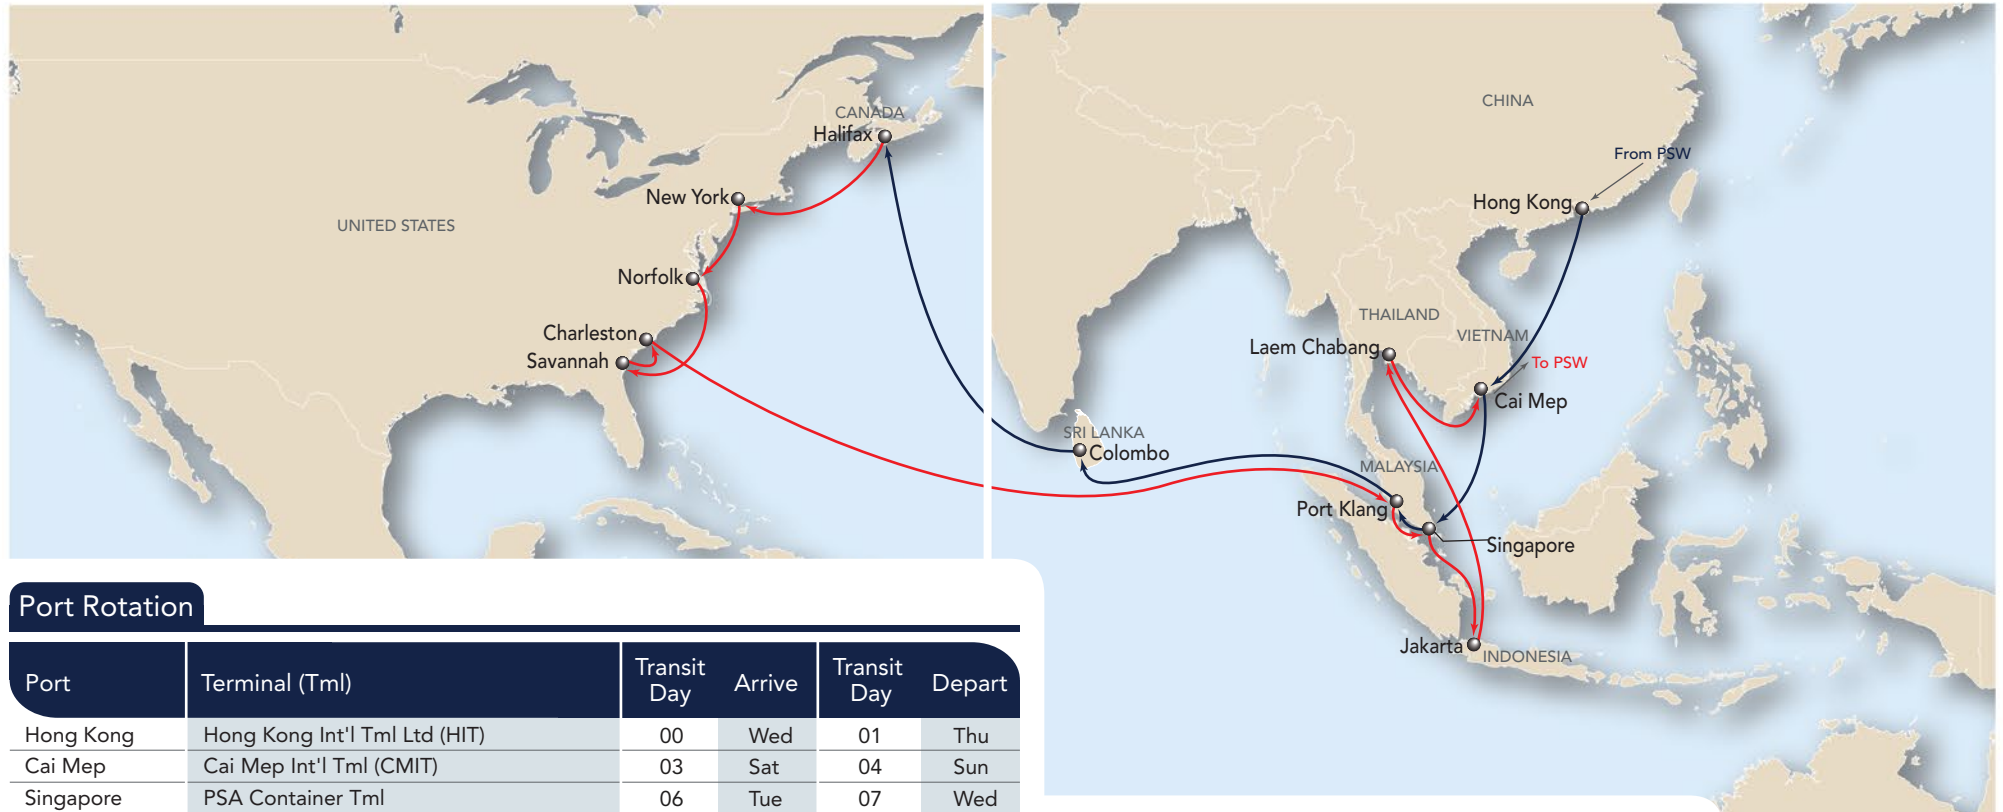 CANADA
Halifax
New York
UNITED STATES
Norfolk
Charleston
Savannah
CHINA
From PSW
Hong Kong
THAILAND
VIETNAM
Laem Chabang
To PSW
Cai Mep
SRI LANKA
Colombo
MALAYSIA
Port Klang
Singapore
Jakarta
INDONESIA
Port Rotation
Port Terminal (Tml) Transit Day Arrive Transit Day Depart
Hong Kong Hong Kong Int'l Tml Ltd (HIT) 00 Wed 01 Thu
Cai Mep Cai Mep Int'l Tml (CMIT) 03 Sat 04 Sun
Singapore PSA Container Tml 06 Tue 07 Wed